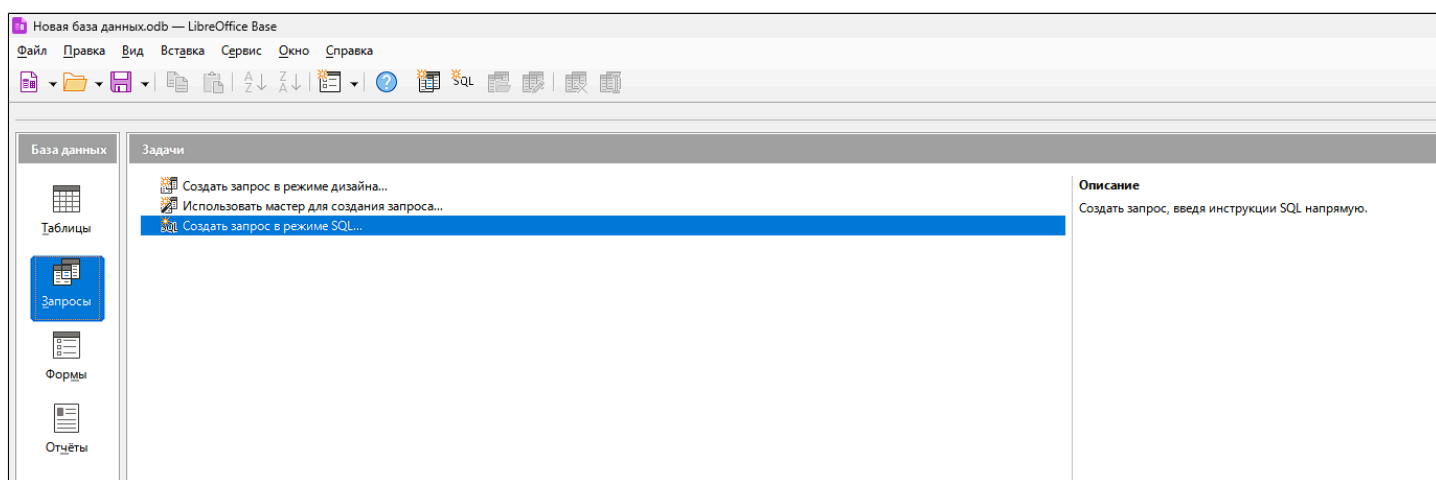 Новая база данных.odb — LibreOffice Base
Файл Правка Вид Вставка Сервис Окно Справка
SQL
База данных
Задачи
Создать запрос в режиме дизайна...
Использовать мастер для создания запроса...
SQL Создать запрос в режиме SQL...
Описание
Создать запрос, введя инструкции SQL напрямую.
Таблицы
Запросы
Формы
Отчёты